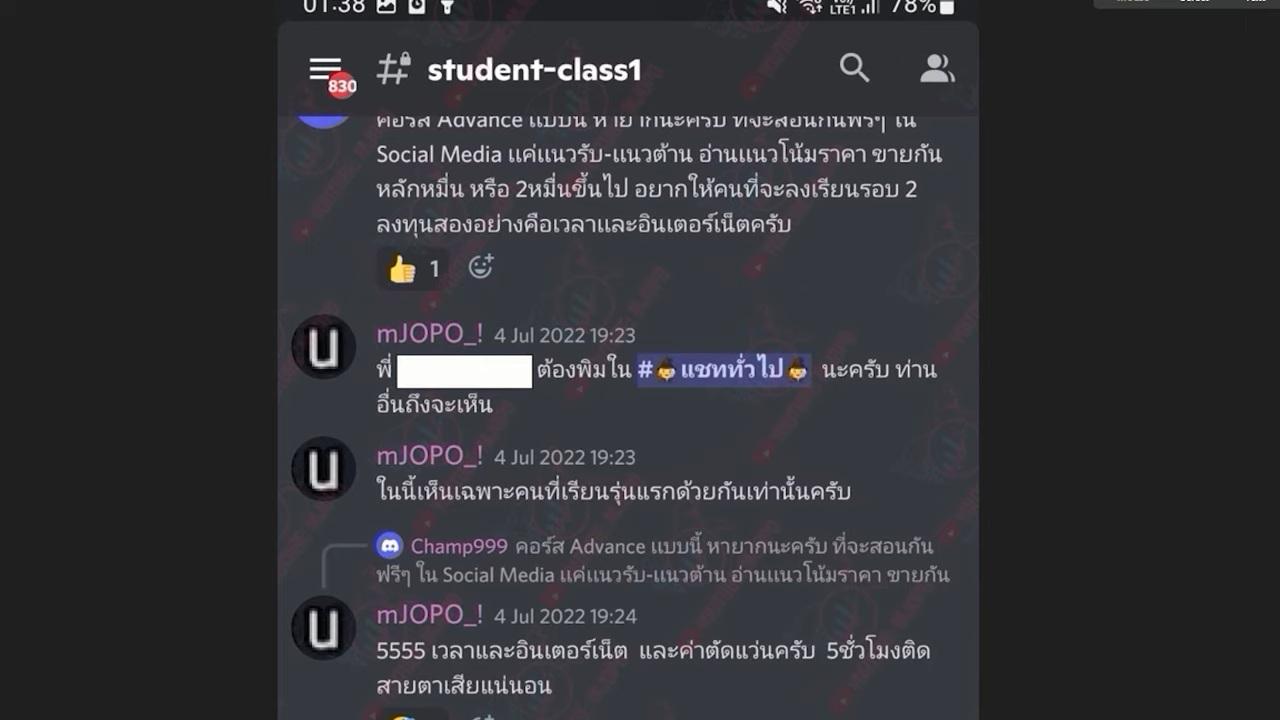 01:38 LTE1 78%
830 student-class1
คอร์ส Advance แบบนี้ หายากนะครับ ที่จะสอนกันฟรีๆ ใน
Social Media แค่แนวรับ-แนวต้าน อ่านแนวโน้มราคา ขายกัน
หลักหมื่น หรือ 2หมื่นขึ้นไป อยากให้คนที่จะลงเรียนรอบ 2
ลงทุนสองอย่างคือเวลาและอินเตอร์เน็ตครับ
👍 1
mJOPO_! 4 Jul 2022 19:23
พี่ ต้องพิมใน #แชททั่วไป นะครับ ท่าน
อื่นถึงจะเห็น
mJOPO_! 4 Jul 2022 19:23
ในนี้เห็นเฉพาะคนที่เรียนรุ่นแรกด้วยกันเท่านั้นครับ
Champ999 คอร์ส Advance แบบนี้ หายากนะครับ ที่จะสอนกัน
ฟรีๆ ใน Social Media แค่แนวรับ-แนวต้าน อ่านแนวโน้มราคา ขายกัน
mJOPO_! 4 Jul 2022 19:24
5555 เวลาและอินเตอร์เน็ต และค่าตัดแว่นครับ 5ชั่วโมงติด
สายตาเสียแน่นอน